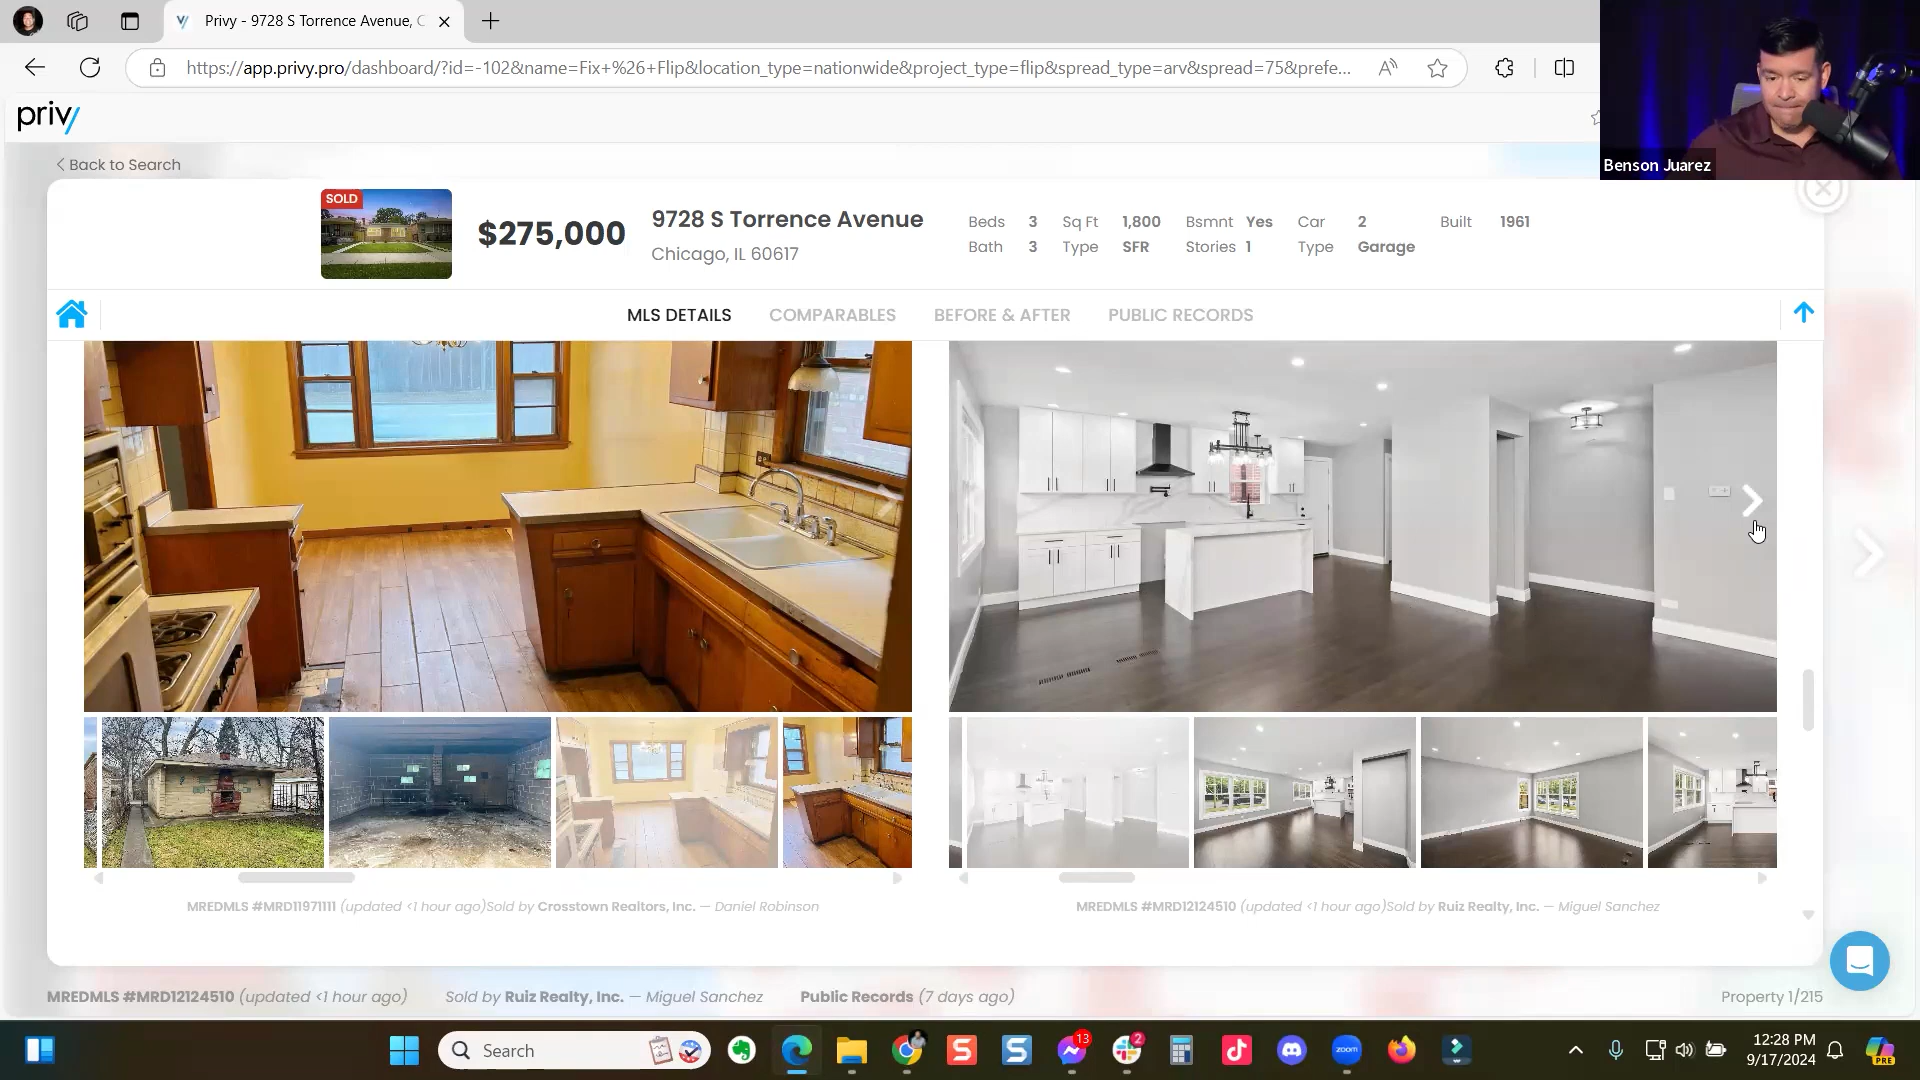 Privy - 9728 S Torrence Avenue, C
https://app.privy.pro/dashboard/?id=-102&name=Fix+%26+Flip&location_type=nationwide&project_type=flip&spread_type=arv&spread=75&prefe...
privy
Benson Juarez
Back to Search
SOLD
$275,000
9728 S Torrence Avenue
Chicago, IL 60617
Beds 3 Sq Ft 1,800 Bsmnt Yes Car 2 Built 1961
Bath 3 Type SFR Stories 1 Type Garage
MLS DETAILS COMPARABLES BEFORE & AFTER PUBLIC RECORDS
MREDMLS #MRD11971111 (updated <1 hour ago)Sold by Crosstown Realtors, Inc. — Daniel Robinson
MREDMLS #MRD12124510 (updated <1 hour ago)Sold by Ruiz Realty, Inc. — Miguel Sanchez
MREDMLS #MRD12124510 (updated <1 hour ago) Sold by Ruiz Realty, Inc. — Miguel Sanchez Public Records (7 days ago) Property 1/215
Search
S
S
13
2
zoom
12:28 PM
9/17/2024
PRE